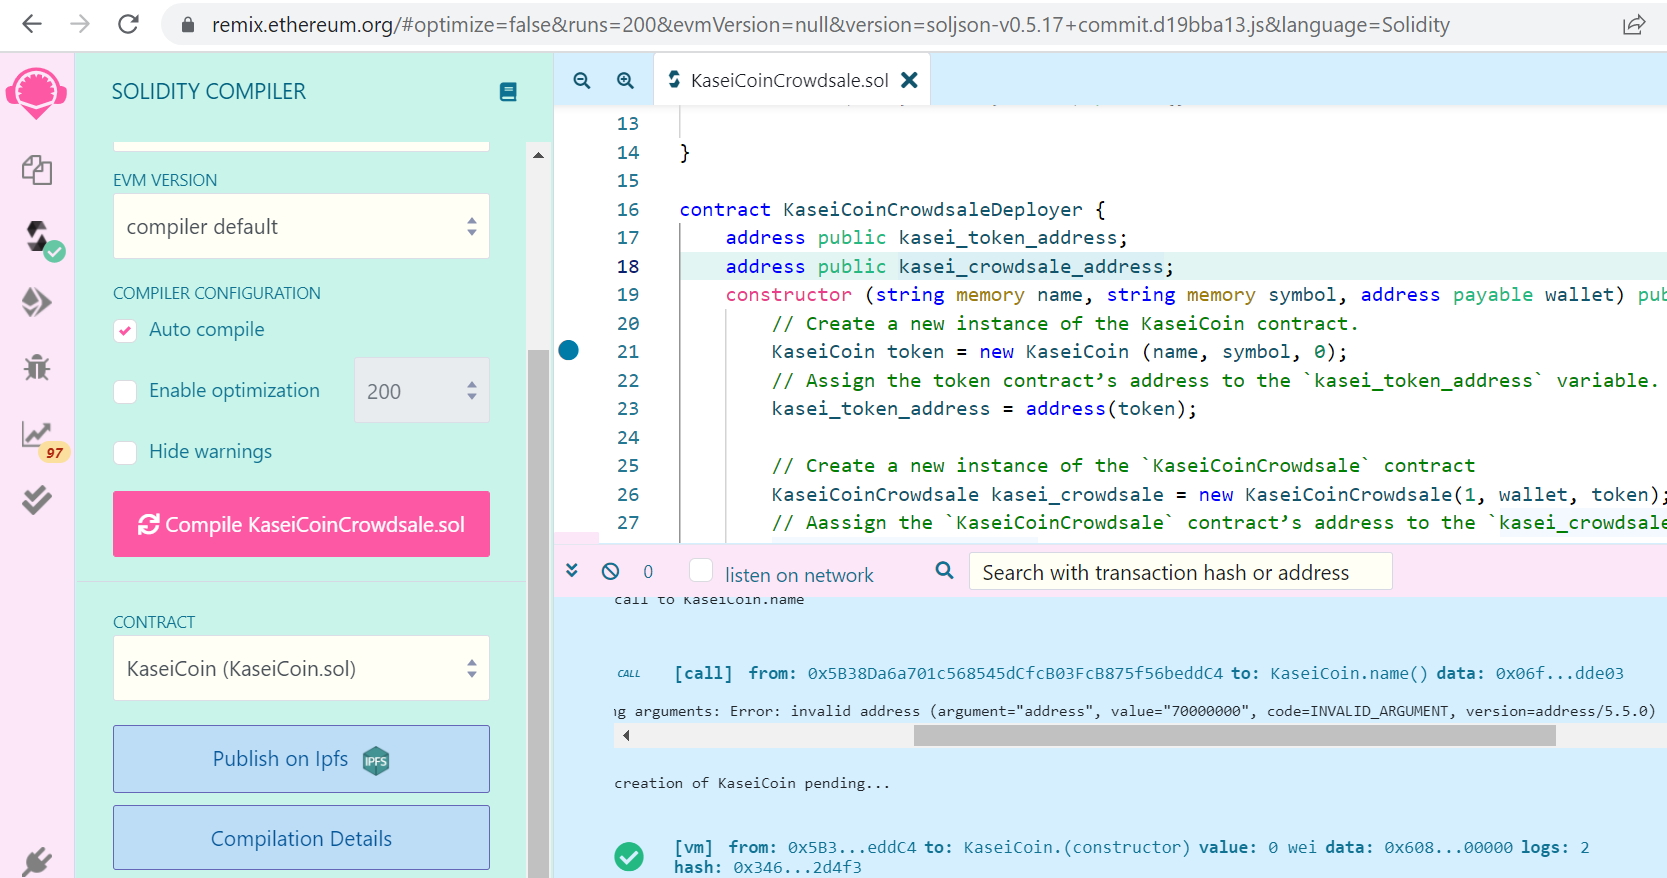 remix.ethereum.org/#optimize=false&runs=200&evmVersion=null&version=soljson-v0.5.17+commit.d19bba13.js&language=Solidity
SOLIDITY COMPILER
EVM VERSION
compiler default
COMPILER CONFIGURATION
Auto compile
Enable optimization
200
Hide warnings
97
Compile KaseiCoinCrowdsale.sol
CONTRACT
KaseiCoin (KaseiCoin.sol)
Publish on Ipfs
IPFS
Compilation Details
KaseiCoinCrowdsale.sol
13
14 }
15
16 contract KaseiCoinCrowdsaleDeployer {
17 address public kasei_token_address;
18 address public kasei_crowdsale_address;
19 constructor (string memory name, string memory symbol, address payable wallet) pub
20 // Create a new instance of the KaseiCoin contract.
21 KaseiCoin token = new KaseiCoin (name, symbol, 0);
22 // Assign the token contract’s address to the `kasei_token_address` variable.
23 kasei_token_address = address(token);
24
25 // Create a new instance of the `KaseiCoinCrowdsale` contract
26 KaseiCoinCrowdsale kasei_crowdsale = new KaseiCoinCrowdsale(1, wallet, token);
27 // Aassign the `KaseiCoinCrowdsale` contract’s address to the `kasei_crowdsale
0
listen on network
Search with transaction hash or address
call to KaseiCoin.name
CALL [call] from: 0x5B38Da6a701c568545dCfcB03FcB875f56beddC4 to: KaseiCoin.name() data: 0x06f...dde03
ng arguments: Error: invalid address (argument="address", value="70000000", code=INVALID_ARGUMENT, version=address/5.5.0)
creation of KaseiCoin pending...
[vm] from: 0x5B3...eddC4 to: KaseiCoin.(constructor) value: 0 wei data: 0x608...00000 logs: 2
hash: 0x346...2d4f3